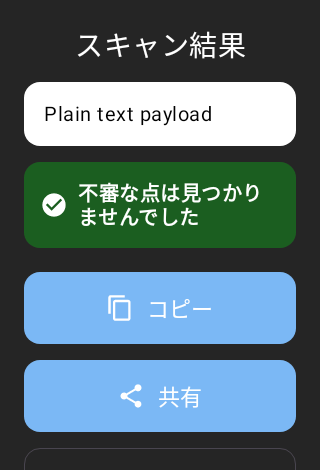 スキャン結果
Plain text payload
不審な点は見つかり
ませんでした
コピー
共有